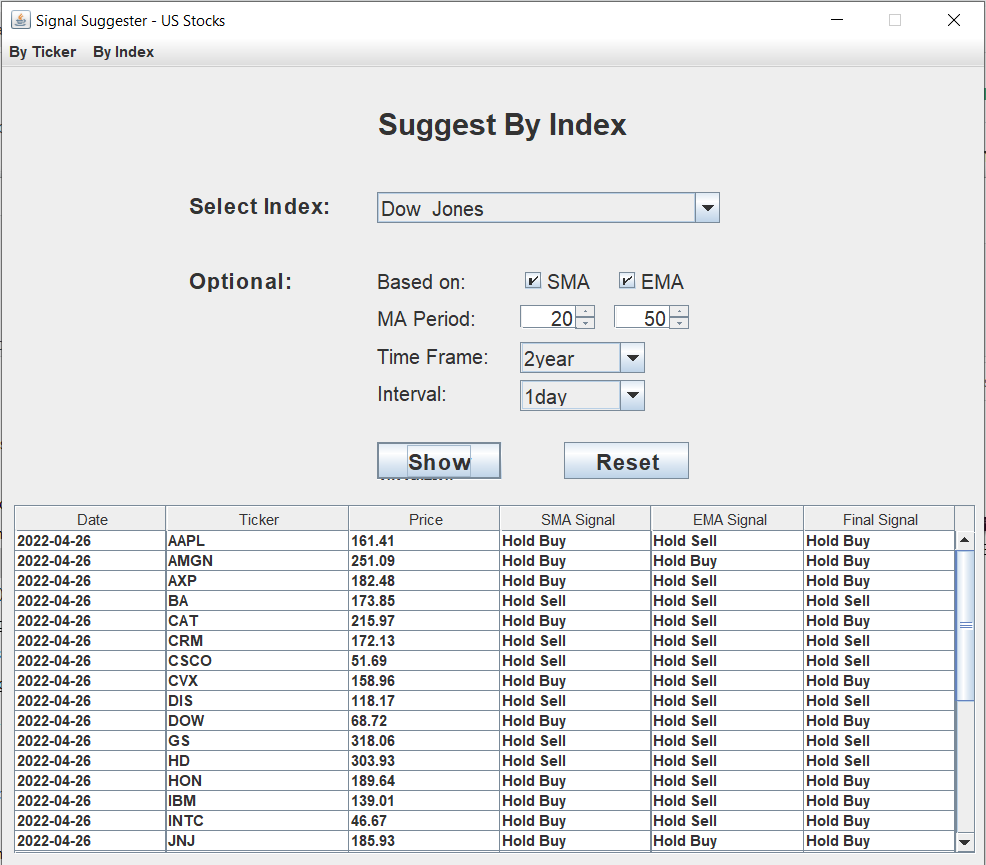 Signal Suggester - US Stocks
By Ticker By Index
Suggest By Index
Select Index: Dow Jones
Optional: Based on: SMA EMA
MA Period: 20 50
Time Frame: 2year
Interval: 1day
Show Reset
Date Ticker Price SMA Signal EMA Signal Final Signal
2022-04-26 AAPL 161.41 Hold Buy Hold Sell Hold Buy
2022-04-26 AMGN 251.09 Hold Buy Hold Buy Hold Buy
2022-04-26 AXP 182.48 Hold Buy Hold Sell Hold Buy
2022-04-26 BA 173.85 Hold Sell Hold Sell Hold Sell
2022-04-26 CAT 215.97 Hold Buy Hold Sell Hold Buy
2022-04-26 CRM 172.13 Hold Sell Hold Sell Hold Sell
2022-04-26 CSCO 51.69 Hold Sell Hold Sell Hold Sell
2022-04-26 CVX 158.96 Hold Buy Hold Sell Hold Buy
2022-04-26 DIS 118.17 Hold Sell Hold Sell Hold Sell
2022-04-26 DOW 68.72 Hold Buy Hold Buy Hold Buy
2022-04-26 GS 318.06 Hold Sell Hold Sell Hold Sell
2022-04-26 HD 303.93 Hold Sell Hold Sell Hold Sell
2022-04-26 HON 189.64 Hold Buy Hold Sell Hold Buy
2022-04-26 IBM 139.01 Hold Buy Hold Sell Hold Buy
2022-04-26 INTC 46.67 Hold Buy Hold Sell Hold Buy
2022-04-26 JNJ 185.93 Hold Buy Hold Buy Hold Buy